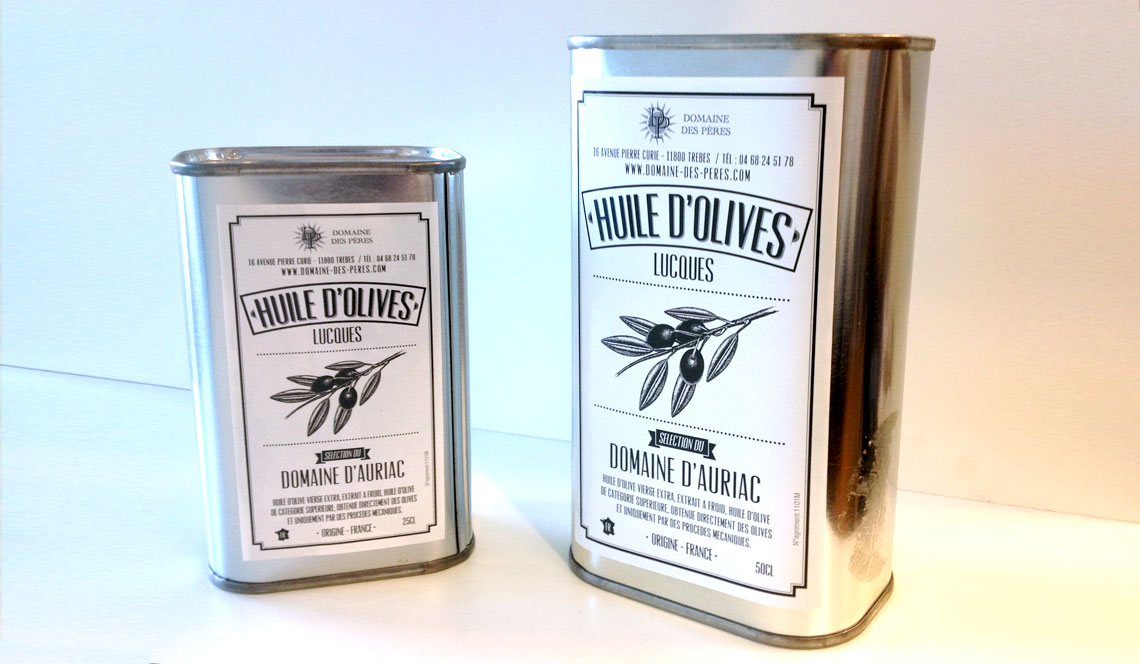 DOMAINE
DES PÈRES
16 AVENUE PIERRE CURIE - 11800 TREBES / TÉL : 04 68 24 51 78
WWW.DOMAINE-DES-PERES.COM
HUILE D'OLIVES
LUCQUES
SELECTION DU
DOMAINE D'AURIAC
HUILE D'OLIVE VIERGE EXTRA, EXTRAIT A FROID, HUILE D'OLIVE
DE CATEGORIE SUPERIEURE, OBTENUE DIRECTEMENT DES OLIVES
ET UNIQUEMENT PAR DES PROCEDES MECANIQUES.
- ORIGINE - FRANCE -
25CL
N°agrement 1101M
DOMAINE
DES PÈRES
16 AVENUE PIERRE CURIE - 11800 TREBES / TÉL : 04 68 24 51 78
WWW.DOMAINE-DES-PERES.COM
HUILE D'OLIVES
LUCQUES
SELECTION DU
DOMAINE D'AURIAC
HUILE D'OLIVE VIERGE EXTRA, EXTRAIT A FROID, HUILE D'OLIVE
DE CATEGORIE SUPERIEURE, OBTENUE DIRECTEMENT DES OLIVES
ET UNIQUEMENT PAR DES PROCEDES MECANIQUES.
• ORIGINE - FRANCE •
50CL
N°agrement 1101M